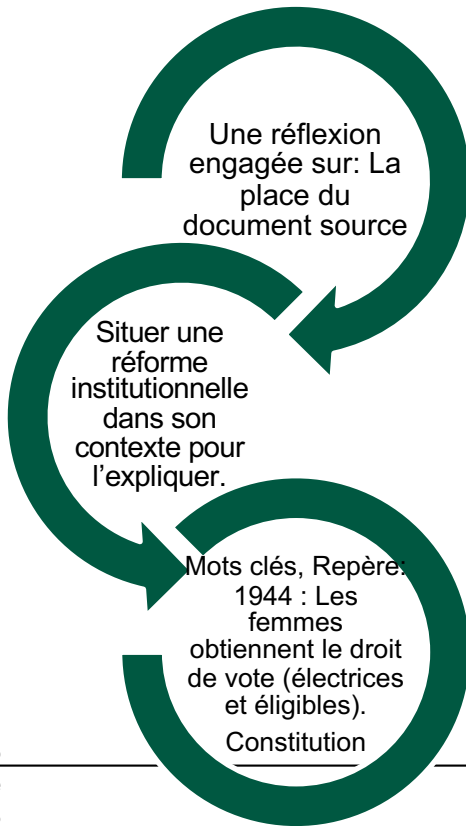 Une réflexion
engagée sur: La
place du
document source
Situer une
réforme
institutionnelle
dans son
contexte pour
l'expliquer.
Mots clés, Repère:
1944 : Les
femmes
obtiennent le droit
de vote (électrices
et éligibles).
Constitution